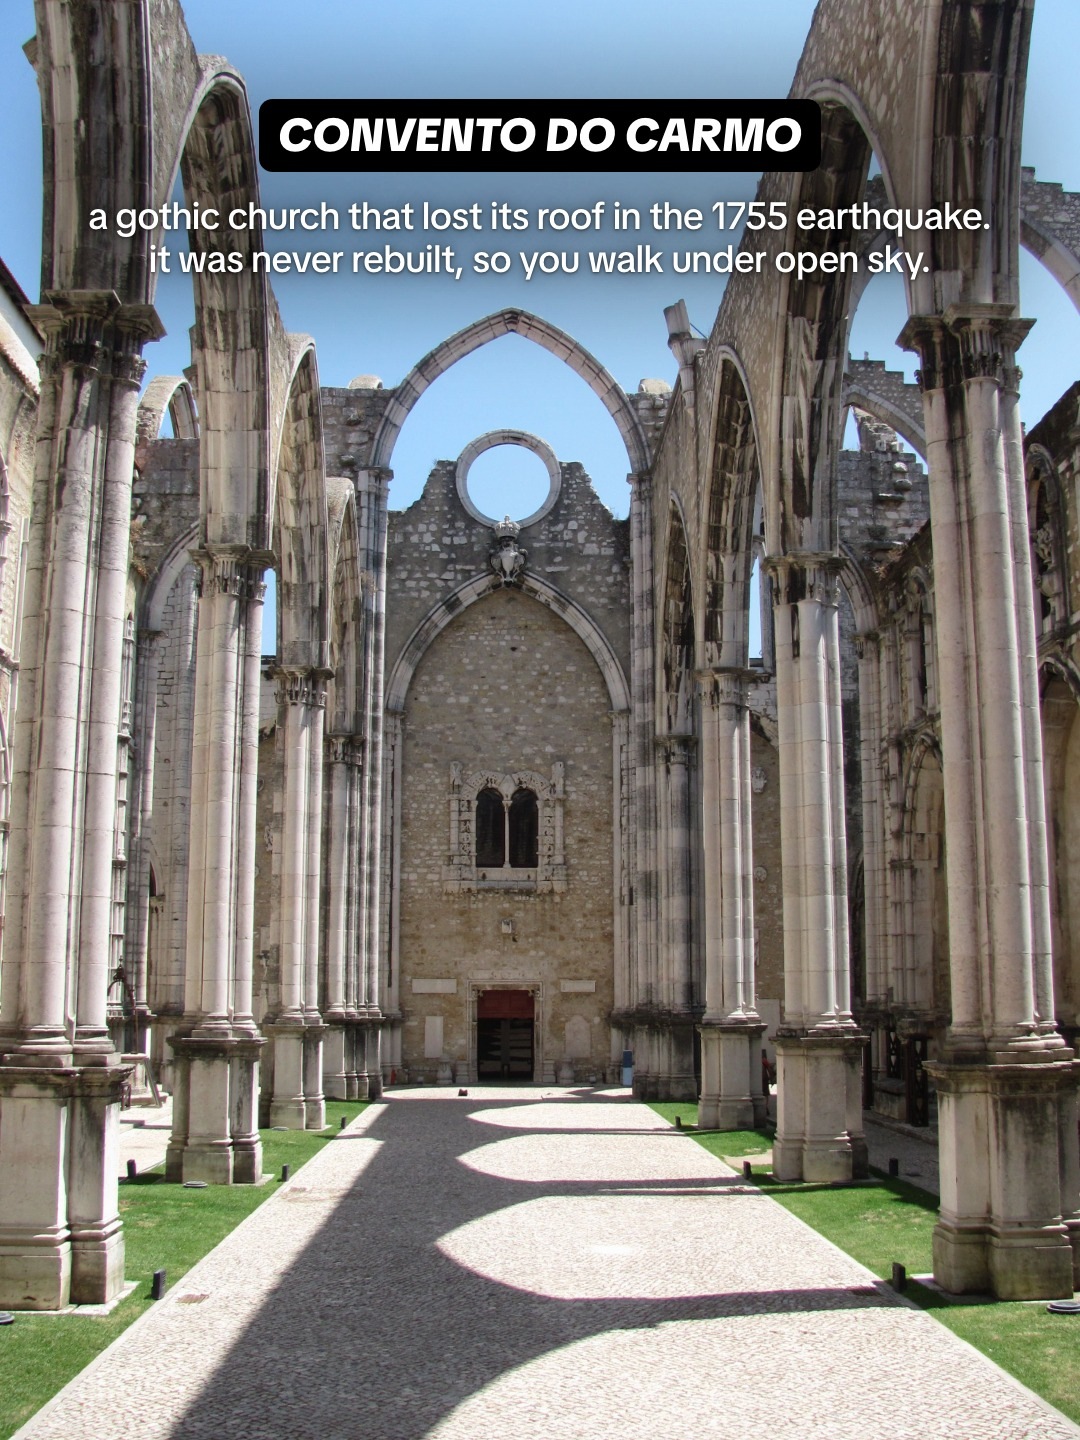 CONVENTO DO CARMO
a gothic church that lost its roof in the 1755 earthquake.
it was never rebuilt, so you walk under open sky.